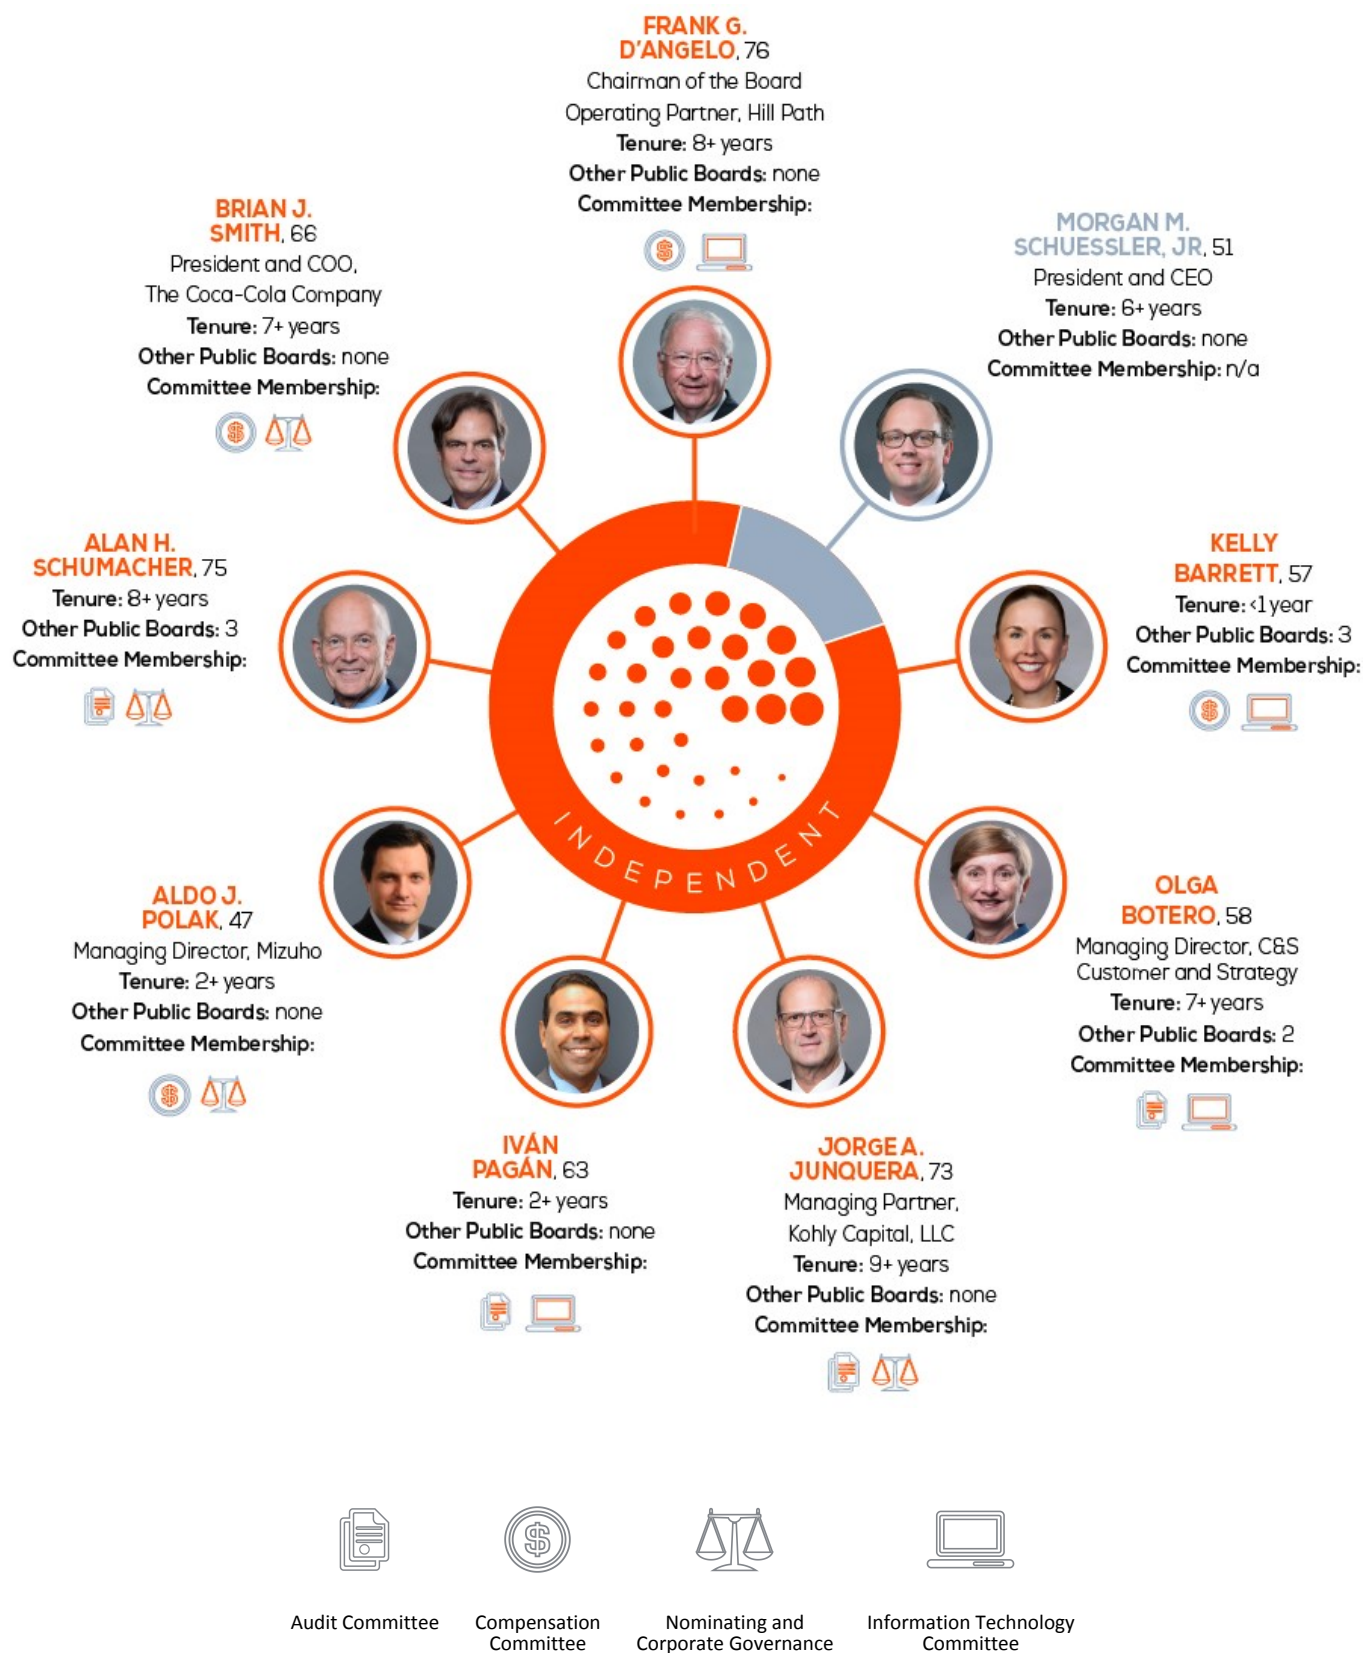 FRANK G.
D'ANGELO, 76
Chairman of the Board
Operating Partner, Hill Path
Tenure: 8+ years
Other Public Boards: none
Committee Membership:
MORGAN M.
SCHUESSLER, JR, 51
President and CEO
Tenure: 6+ years
Other Public Boards: none
Committee Membership: n/a
KELLY
BARRETT, 57
Tenure: <1 year
Other Public Boards: 3
Committee Membership:
OLGA
BOTERO, 58
Managing Director, C&S
Customer and Strategy
Tenure: 7+ years
Other Public Boards: 2
Committee Membership:
JORGE A.
JUNQUERA, 73
Managing Partner,
Kohly Capital, LLC
Tenure: 9+ years
Other Public Boards: none
Committee Membership:
IVÁN
PAGÁN, 63
Tenure: 2+ years
Other Public Boards: none
Committee Membership:
ALDO J.
POLAK, 47
Managing Director, Mizuho
Tenure: 2+ years
Other Public Boards: none
Committee Membership:
ALAN H.
SCHUMACHER, 75
Tenure: 8+ years
Other Public Boards: 3
Committee Membership:
BRIAN J.
SMITH, 66
President and COO,
The Coca-Cola Company
Tenure: 7+ years
Other Public Boards: none
Committee Membership:
INDEPENDENT
Audit Committee
Compensation
Committee
Nominating and
Corporate Governance
Information Technology
Committee